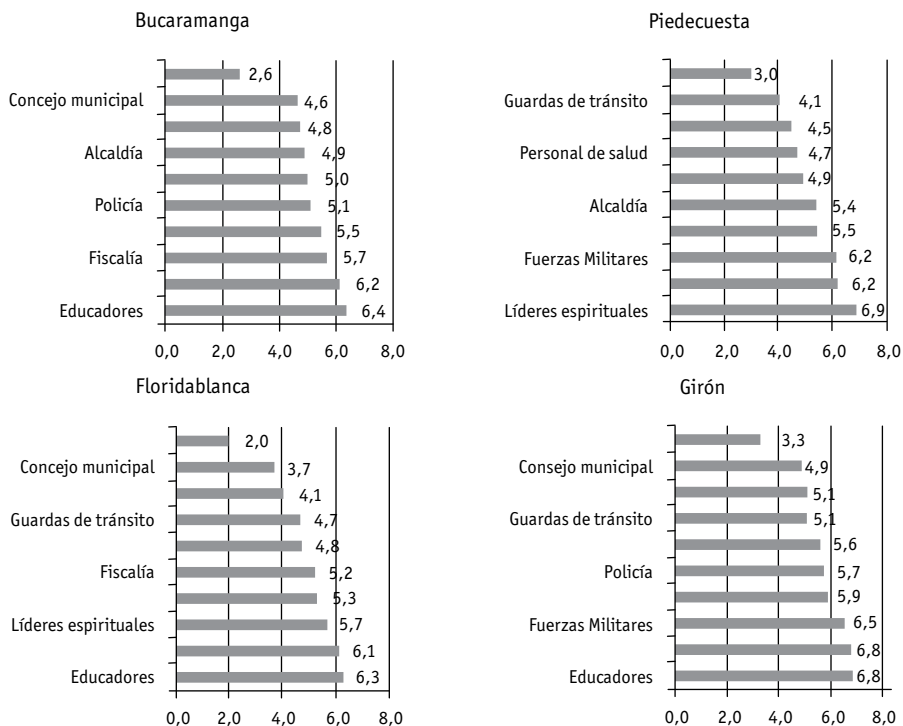 Bucaramanga
2,6
Concejo municipal 4,6
4,8
Alcaldía 4,9
5,0
Policía 5,1
5,5
Fiscalía 5,7
6,2
Educadores 6,4
0,0 2,0 4,0 6,0 8,0
Piedecuesta
3,0
Guardas de tránsito 4,1
4,5
Personal de salud 4,7
4,9
Alcaldía 5,4
5,5
Fuerzas Militares 6,2
6,2
Líderes espirituales 6,9
0,0 2,0 4,0 6,0 8,0
Floridablanca
2,0
Concejo municipal 3,7
4,1
Guardas de tránsito 4,7
4,8
Fiscalía 5,2
5,3
Líderes espirituales 5,7
6,1
Educadores 6,3
0,0 2,0 4,0 6,0 8,0
Girón
3,3
Consejo municipal 4,9
5,1
Guardas de tránsito 5,1
5,6
Policía 5,7
5,9
Fuerzas Militares 6,5
6,8
Educadores 6,8
0,0 2,0 4,0 6,0 8,0